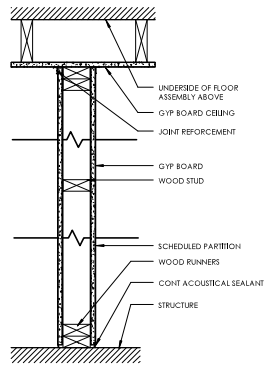 UNDERSIDE OF FLOOR
ASSEMBLY ABOVE
GYP BOARD CEILING
JOINT REFORCEMENT
GYP BOARD
WOOD STUD
SCHEDULED PARTITION
WOOD RUNNERS
CONT ACOUSTICAL SEALANT
STRUCTURE